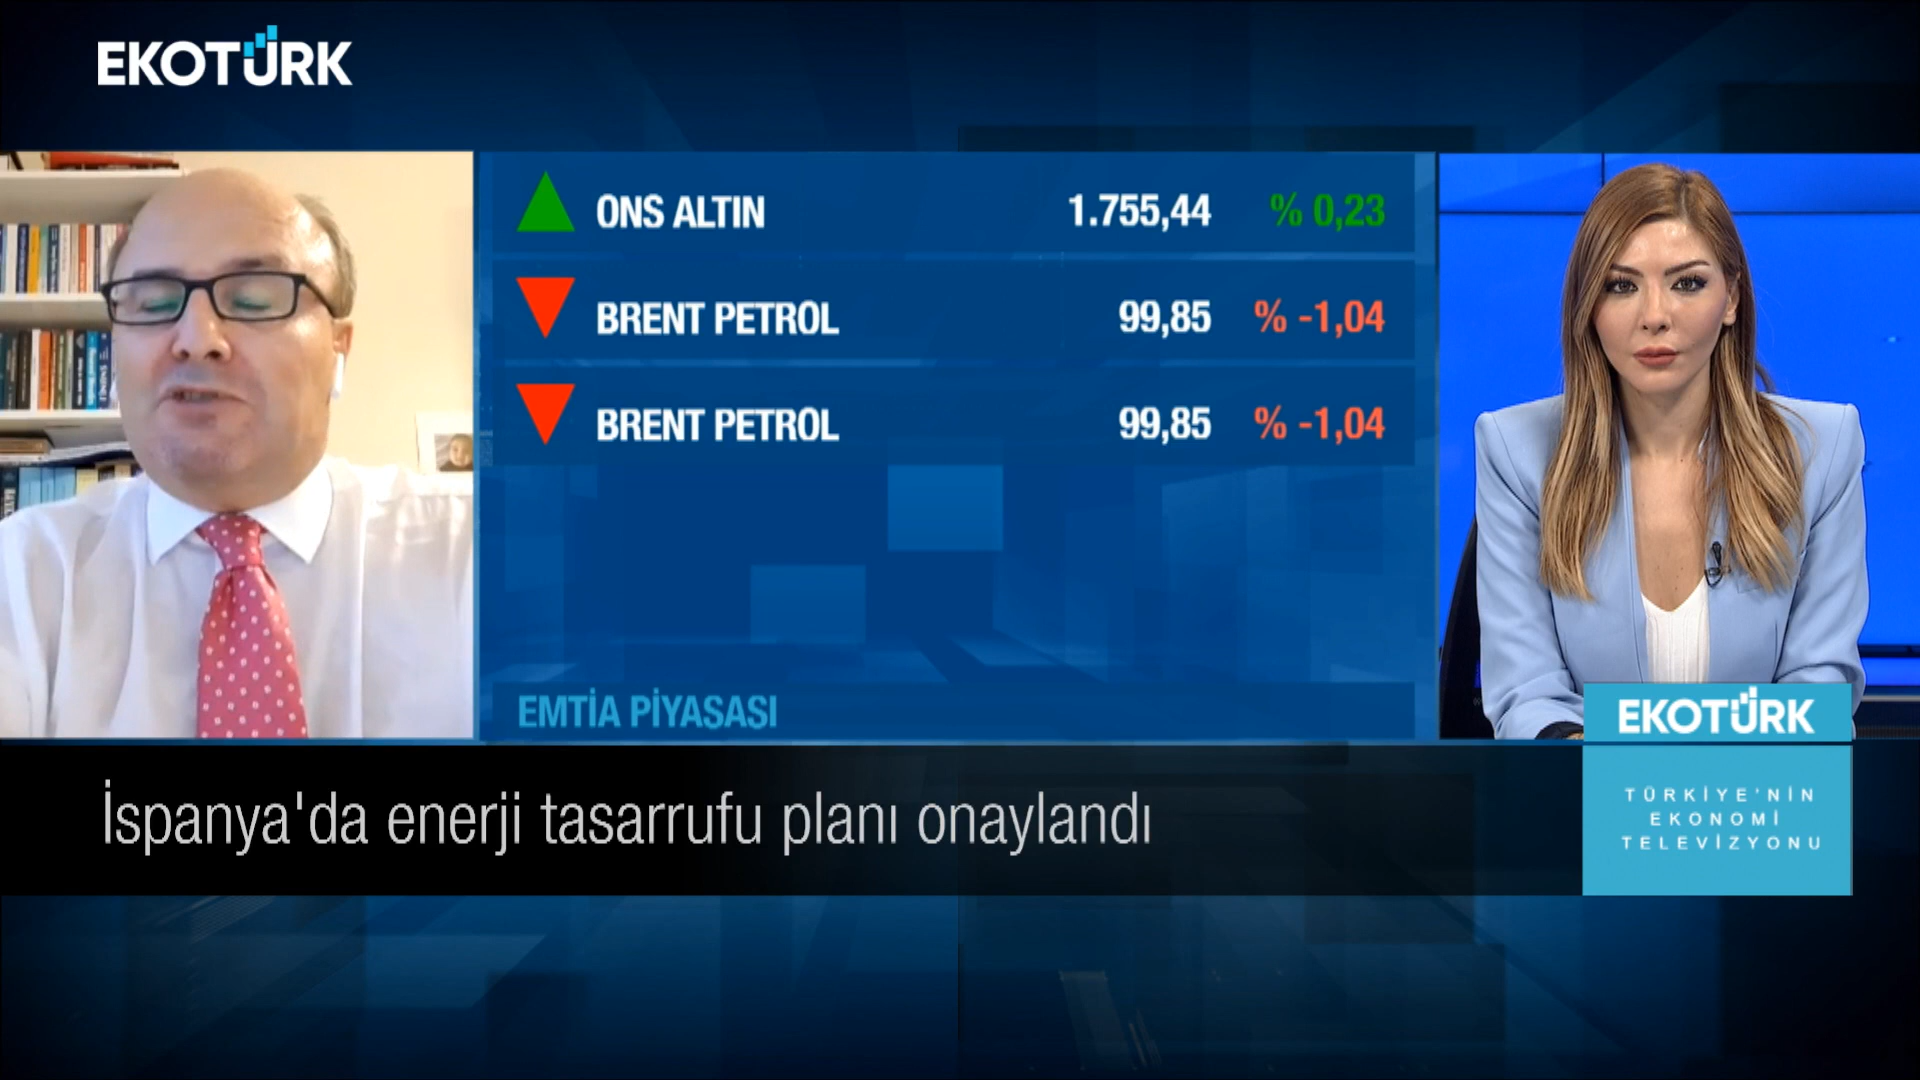 EKOTÜRK
ONS ALTIN 1.755,44 % 0,23
BRENT PETROL 99,85 % -1,04
BRENT PETROL 99,85 % -1,04
EMTİA PİYASASI
EKOTÜRK
İspanya'da enerji tasarrufu planı onaylandı
TÜRKİYE'NİN
EKONOMİ
TELEVİZYONU